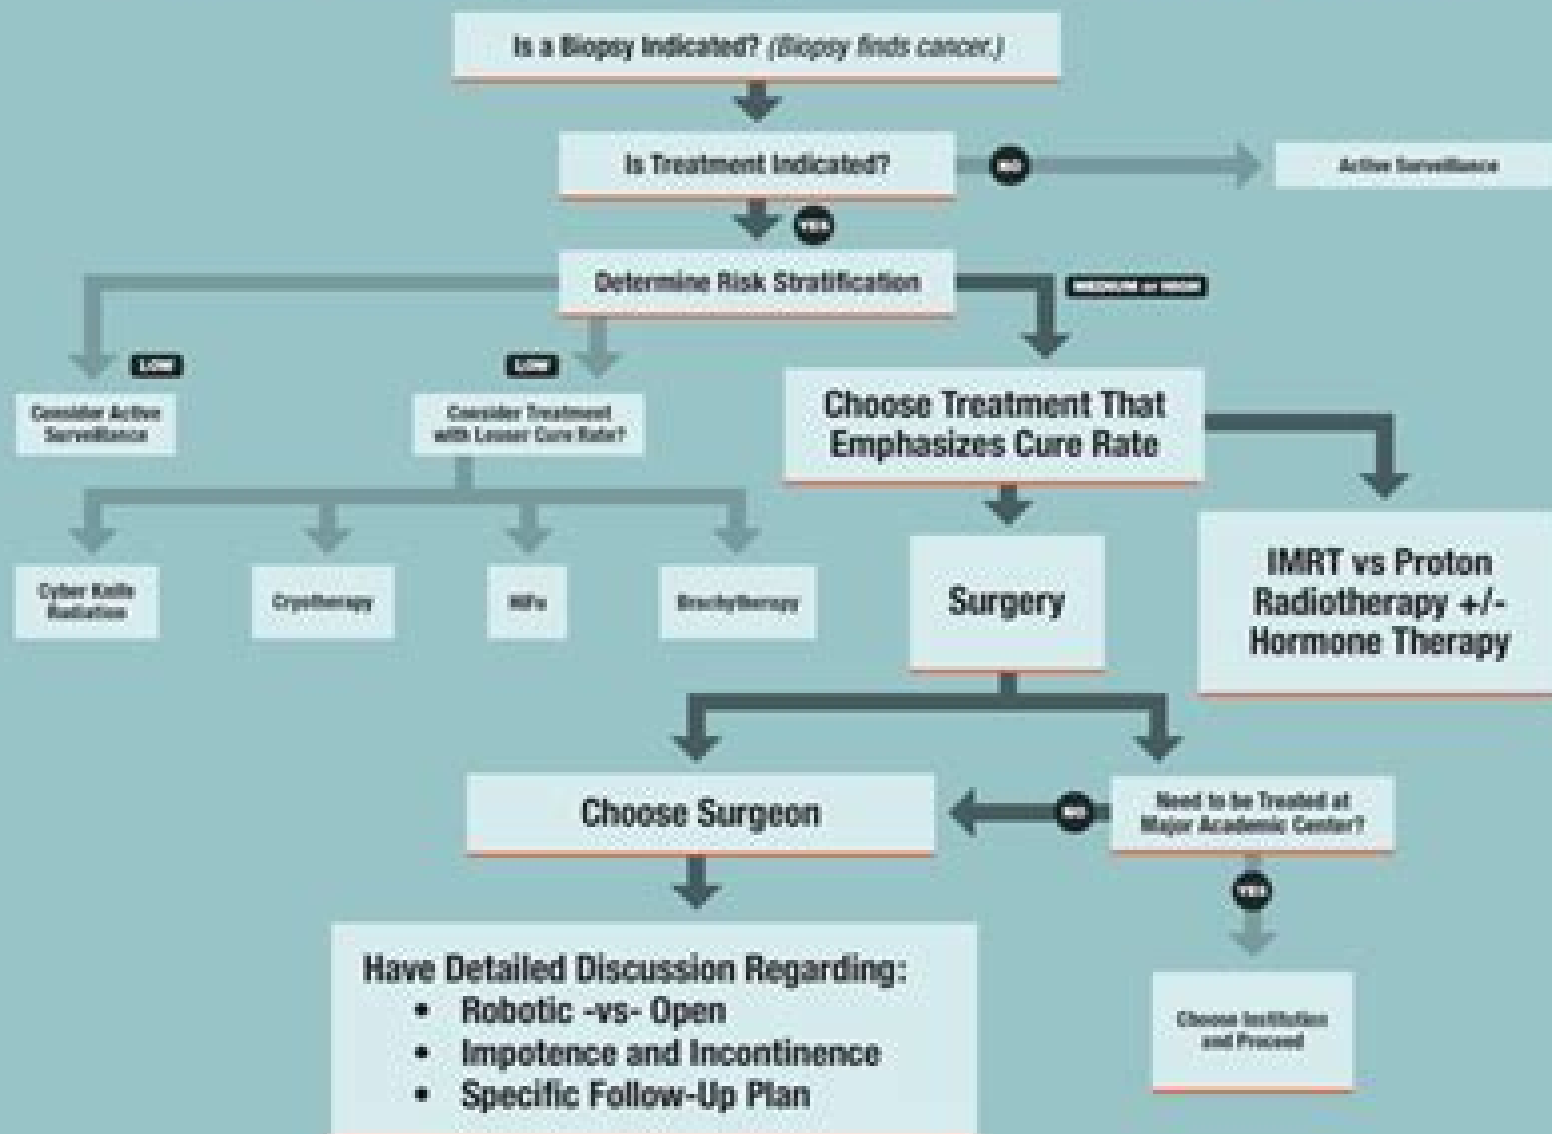 Is a Biopsy Indicated? (Biopsy finds cancer.)
Is Treatment Indicated?
NO
Active Surveillance
YES
Determine Risk Stratification
MEDIUM or HIGH
LOW
LOW
Consider Active
Surveillance
Consider Treatment
with Lesser Cure Rate?
Choose Treatment That
Emphasizes Cure Rate
Cyber Knife
Radiation
Cryotherapy
HiFu
Brachytherapy
Surgery
IMRT vs Proton
Radiotherapy +/-
Hormone Therapy
Choose Surgeon
NO
Need to be Treated at
Major Academic Center?
YES
Choose Institution
and Proceed
Have Detailed Discussion Regarding:
• Robotic -vs- Open
• Impotence and Incontinence
• Specific Follow-Up Plan